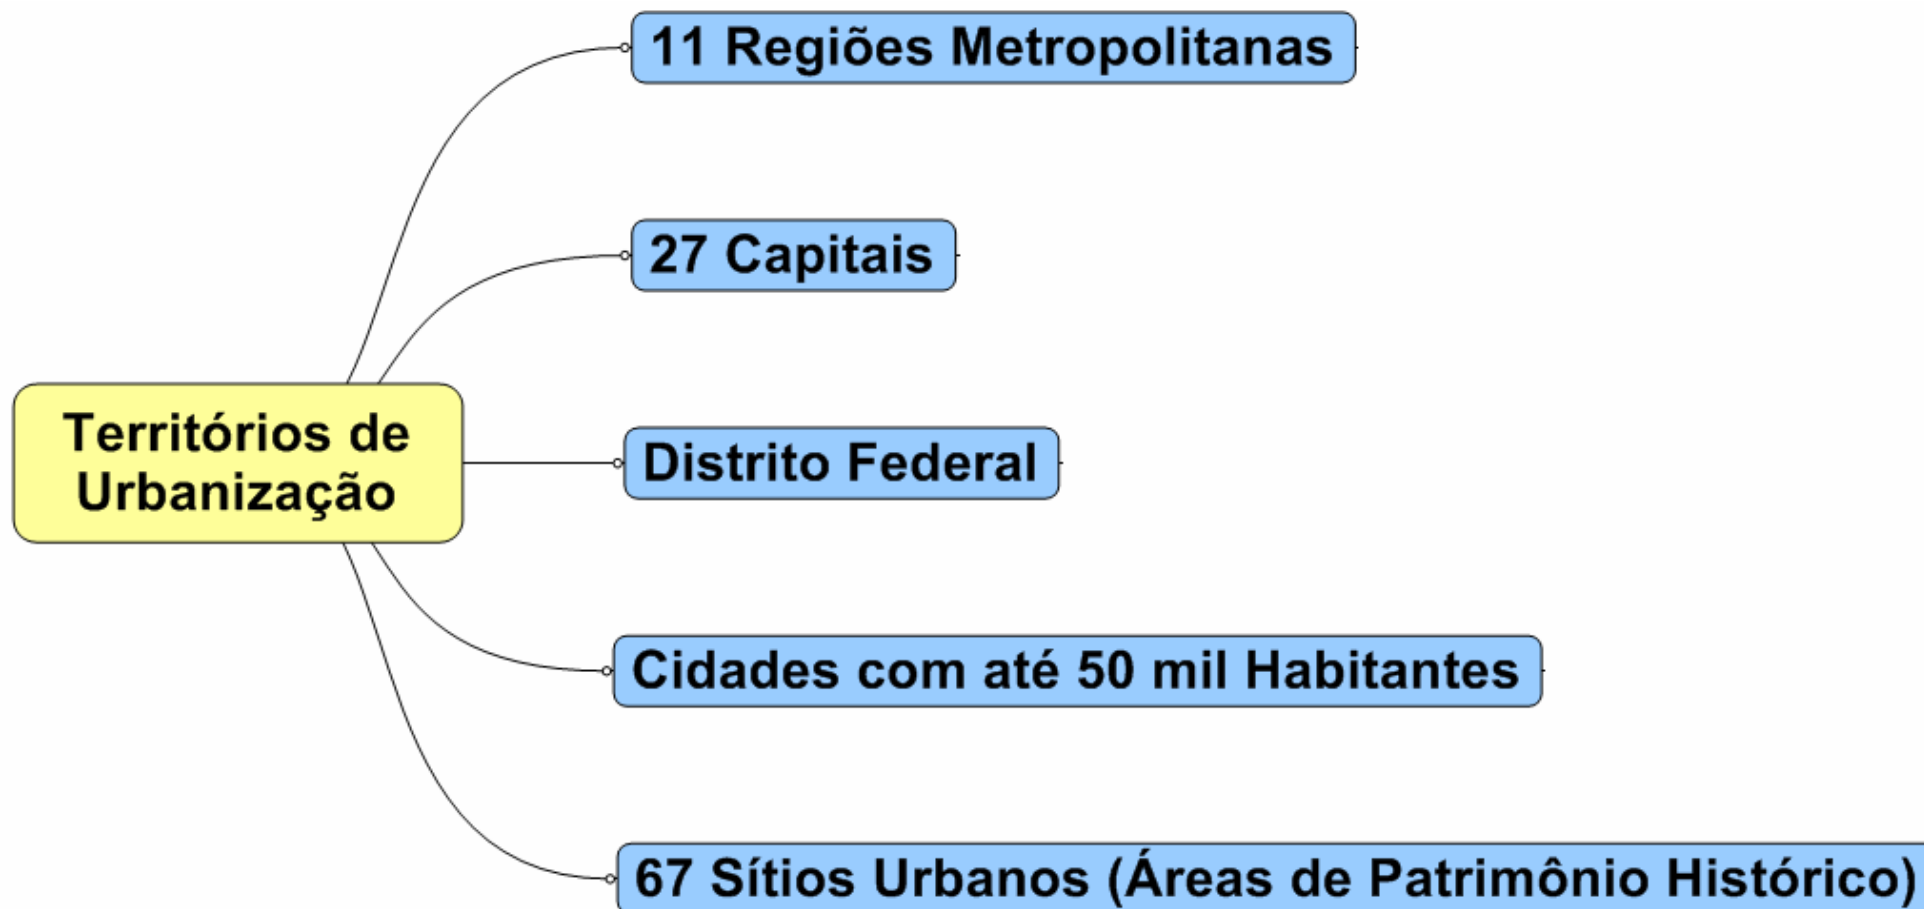 11 Regiões Metropolitanas
27 Capitais
Territórios de
Urbanização
Distrito Federal
Cidades com até 50 mil Habitantes
67 Sítios Urbanos (Áreas de Patrimônio Histórico)